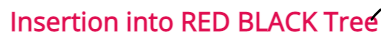 Insertion into RED BLACK Tree